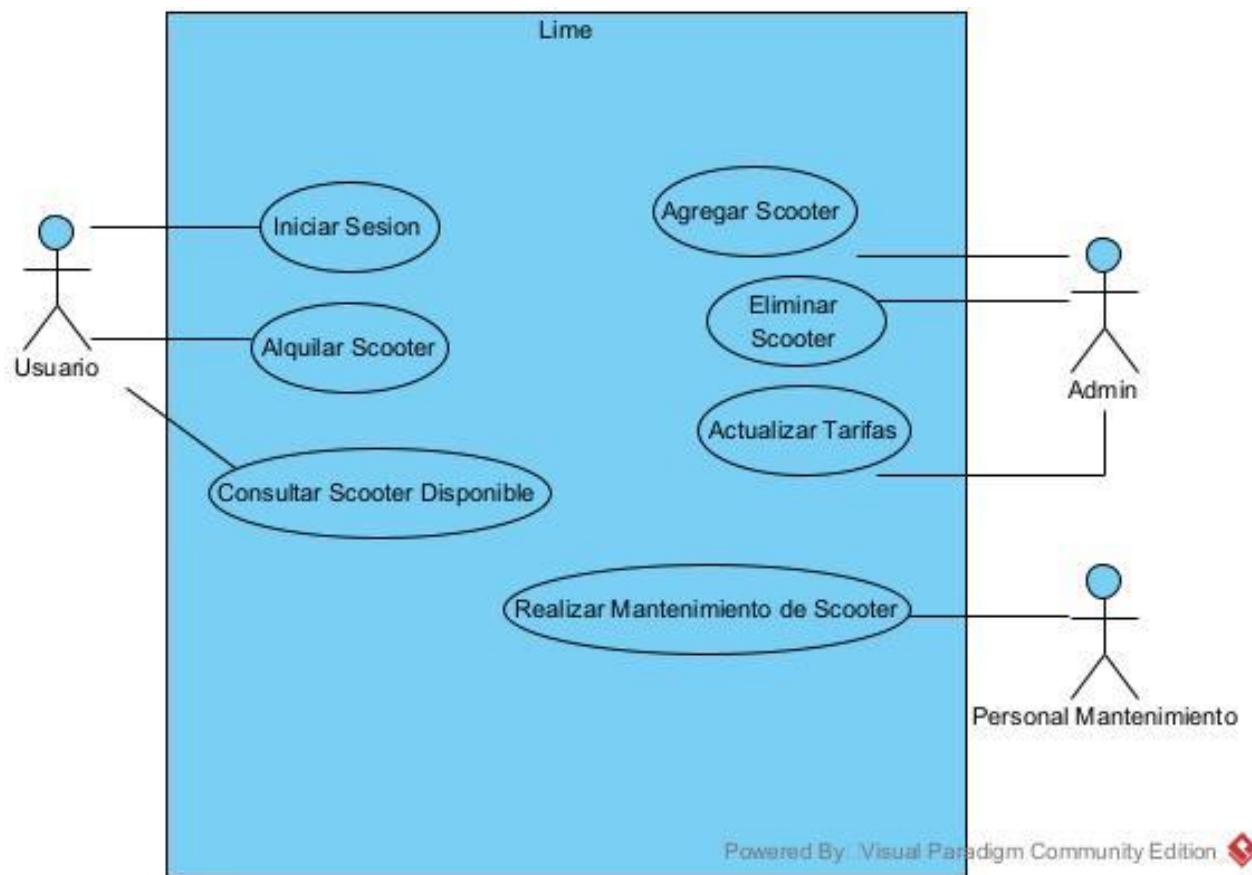 Lime
Iniciar Sesion
Agregar Scooter
Eliminar
Scooter
Alquilar Scooter
Usuario
Admin
Actualizar Tarifas
Consultar Scooter Disponible
Realizar Mantenimiento de Scooter
Personal Mantenimiento
Powered By: Visual Paradigm Community Edition